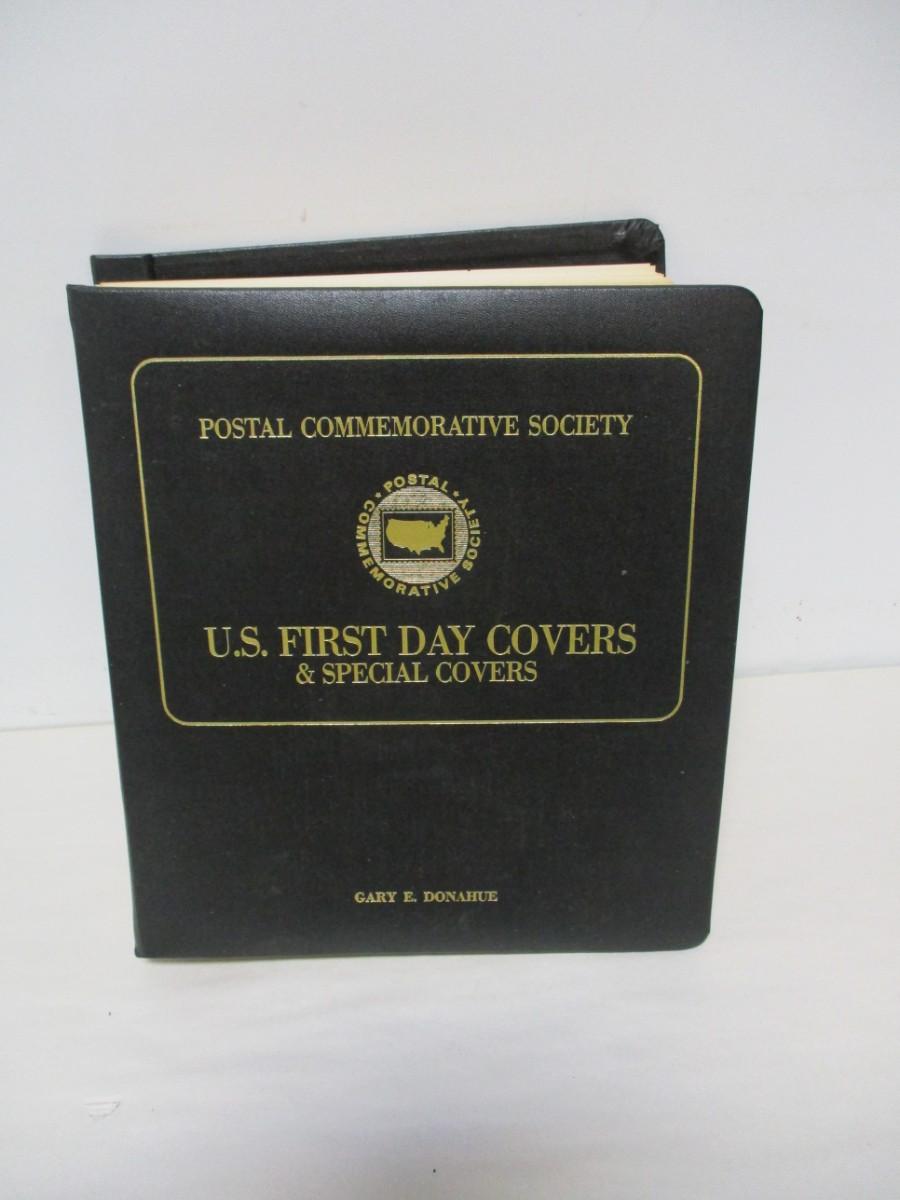 POSTAL COMMEMORATIVE SOCIETY
★ POSTAL ★
COMMEMORATIVE SOCIETY
U.S. FIRST DAY COVERS
& SPECIAL COVERS
GARY E. DONAHUE